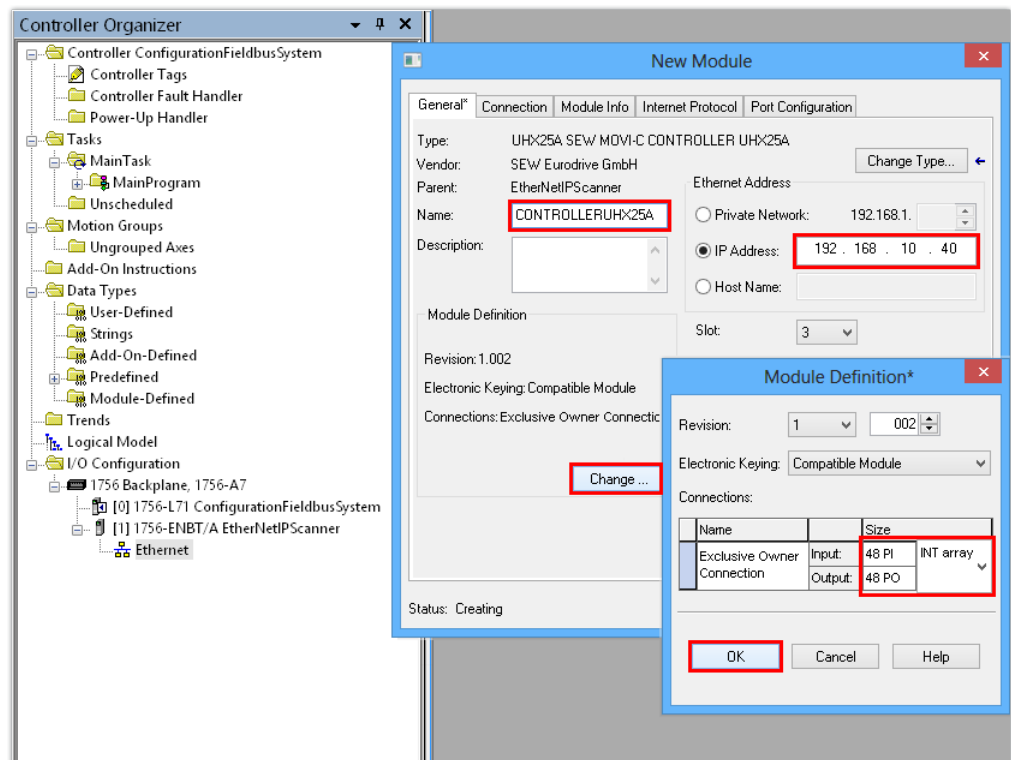 Controller Organizer
Controller ConfigurationFieldbusSystem
Controller Tags
Controller Fault Handler
Power-Up Handler
Tasks
MainTask
MainProgram
Unscheduled
Motion Groups
Ungrouped Axes
Add-On Instructions
Data Types
User-Defined
Strings
Add-On-Defined
Predefined
Module-Defined
Trends
Logical Model
I/O Configuration
1756 Backplane, 1756-A7
[0] 1756-L71 ConfigurationFieldbusSystem
[1] 1756-ENBT/A EtherNetIPScanner
Ethernet
New Module
General* Connection Module Info Internet Protocol Port Configuration
Type: UHX25A SEW MOVI-C CONTROLLER UHX25A
Vendor: SEW Eurodrive GmbH
Change Type...
Parent: EtherNetIPScanner
Name: CONTROLLERUHX25A
Description:
Ethernet Address
Private Network: 192.168.1.
IP Address: 192 . 168 . 10 . 40
Host Name:
Slot: 3
Module Definition
Revision: 1.002
Electronic Keying: Compatible Module
Connections: Exclusive Owner Connectic
Change ...
Status: Creating
Module Definition*
Revision: 1 002
Electronic Keying: Compatible Module
Connections:
Name Size
Exclusive Owner Connection Input: 48 PI INT array
Output: 48 PO
OK Cancel Help